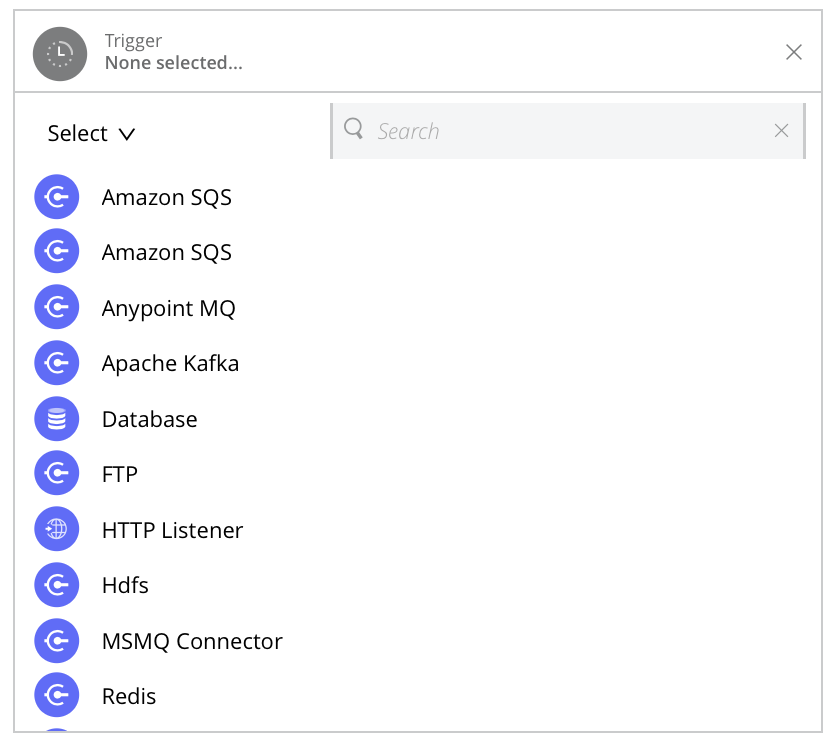 Trigger
None selected...
Select
Search
Amazon SQS
Amazon SQS
Anypoint MQ
Apache Kafka
Database
FTP
HTTP Listener
Hdfs
MSMQ Connector
Redis